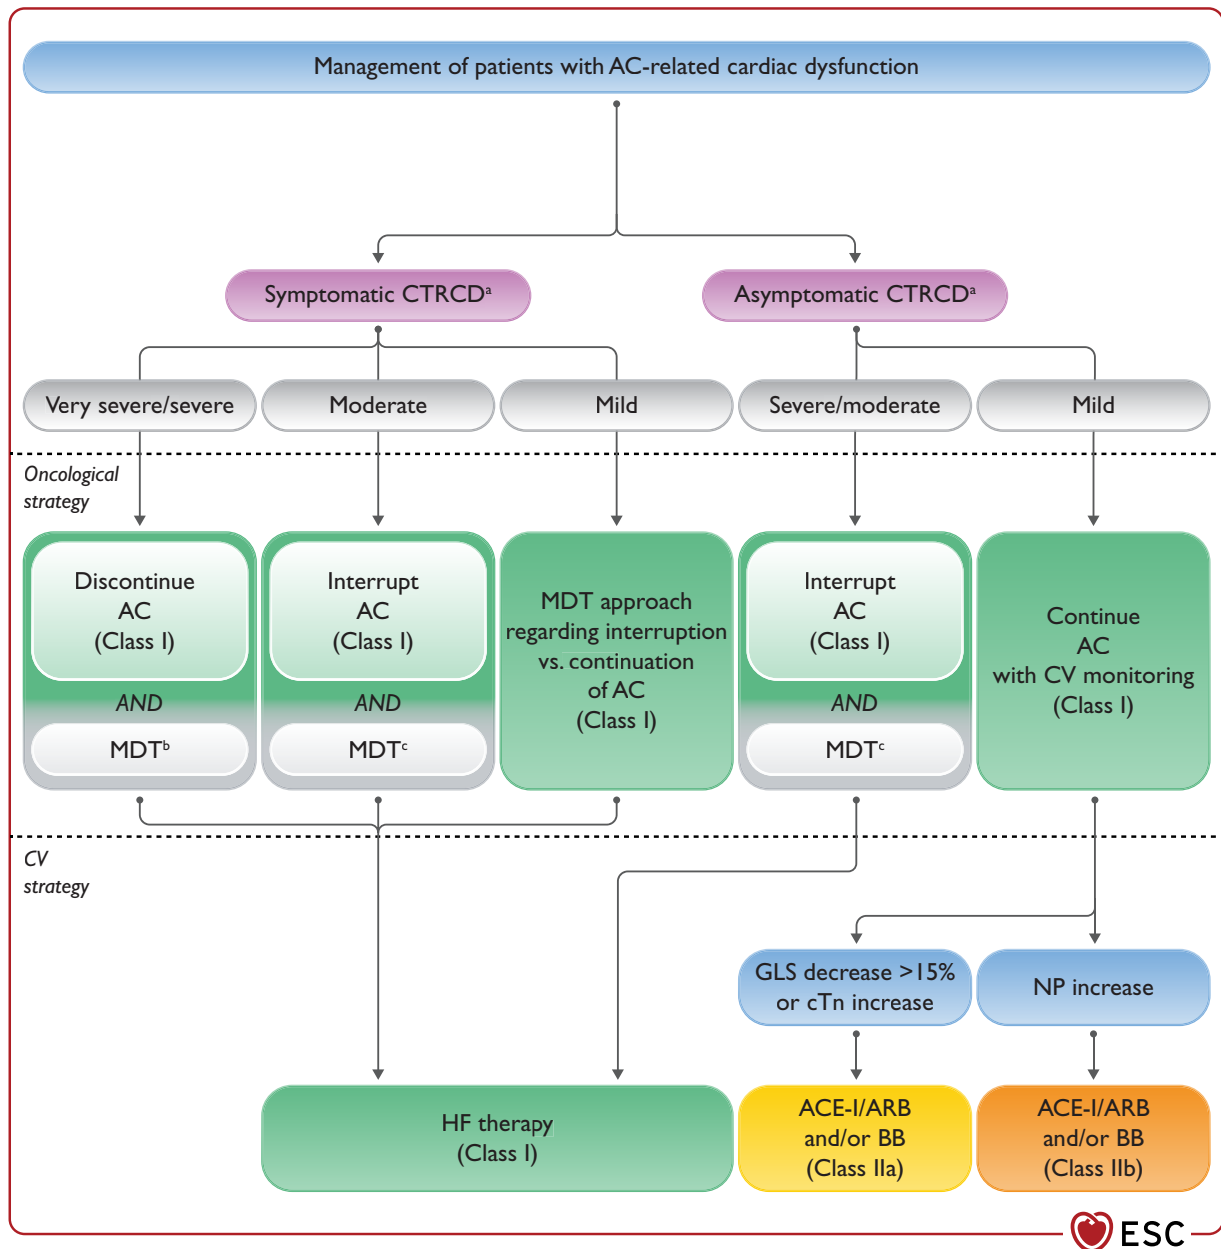 Management of patients with AC-related cardiac dysfunction
Symptomatic CTRCDᵃ
Asymptomatic CTRCDᵃ
Very severe/severe
Moderate
Mild
Severe/moderate
Mild
Oncological
strategy
Discontinue
AC
(Class I)
AND
MDTᵇ
Interrupt
AC
(Class I)
AND
MDTᶜ
MDT approach
regarding interruption
vs. continuation
of AC
(Class I)
Interrupt
AC
(Class I)
AND
MDTᶜ
Continue
AC
with CV monitoring
(Class I)
CV
strategy
GLS decrease >15%
or cTn increase
NP increase
HF therapy
(Class I)
ACE-I/ARB
and/or BB
(Class IIa)
ACE-I/ARB
and/or BB
(Class IIb)
ESC